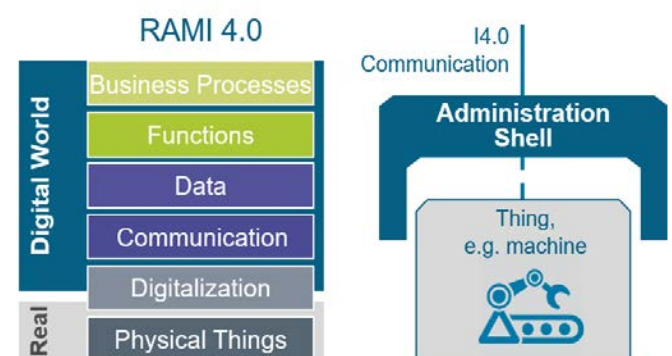 RAMI 4.0
Business Processes
Functions
Data
Communication
Digitalization
Physical Things
Digital World
Real
I4.0
Communication
Administration
Shell
Thing,
e.g. machine